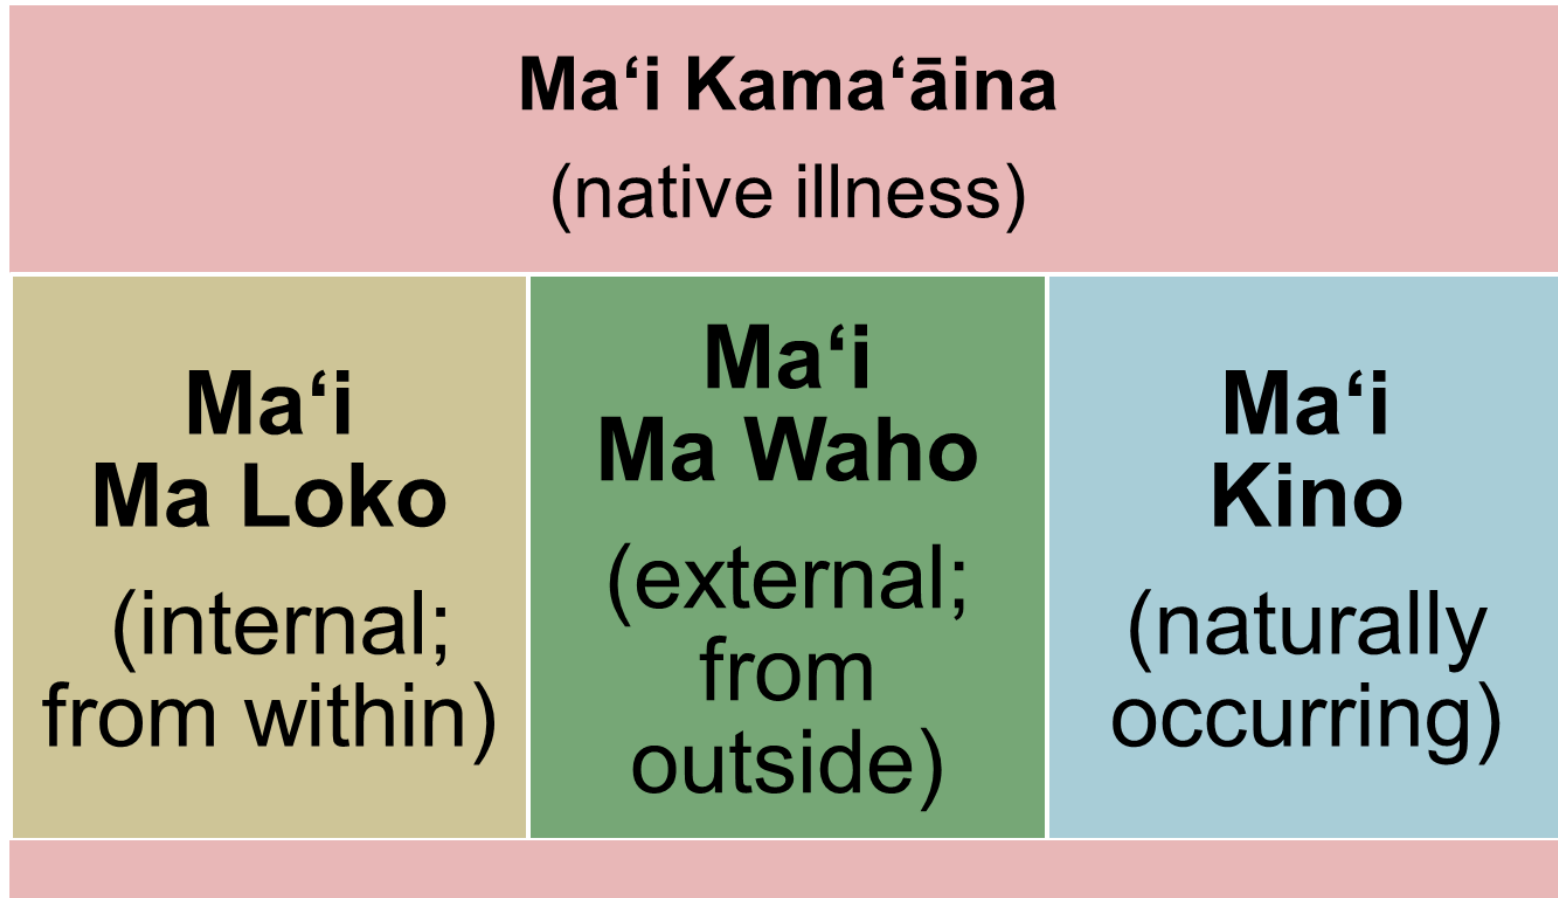 Maʻi Kamaʻāina
(native illness)
Maʻi
Ma Loko
(internal;
from within)
Maʻi
Ma Waho
(external;
from
outside)
Maʻi
Kino
(naturally
occurring)